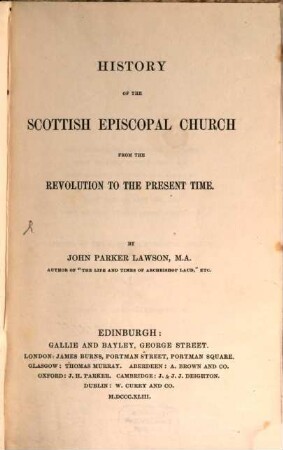 HISTORY
OF THE
SCOTTISH EPISCOPAL CHURCH
FROM THE
REVOLUTION TO THE PRESENT TIME.
BY
JOHN PARKER LAWSON, M.A.
AUTHOR OF "THE LIFE AND TIMES OF ARCHBISHOP LAUD," ETC.
EDINBURGH:
GALLIE AND BAYLEY, GEORGE STREET.
LONDON: JAMES BURNS, PORTMAN STREET, PORTMAN SQUARE.
GLASGOW: THOMAS MURRAY. ABERDEEN: A. BROWN AND CO.
OXFORD: J. H. PARKER. CAMBRIDGE: J. & J. J. DEIGHTON.
DUBLIN: W. CURRY AND CO.
M.DCCC.XLIII.